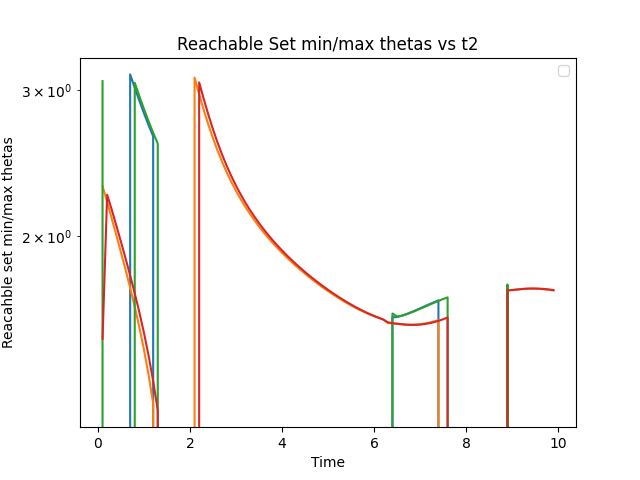 Reachable Set min/max thetas vs t2
3 × 10⁰
2 × 10⁰
Reacahble set min/max thetas
0 2 4 6 8 10
Time